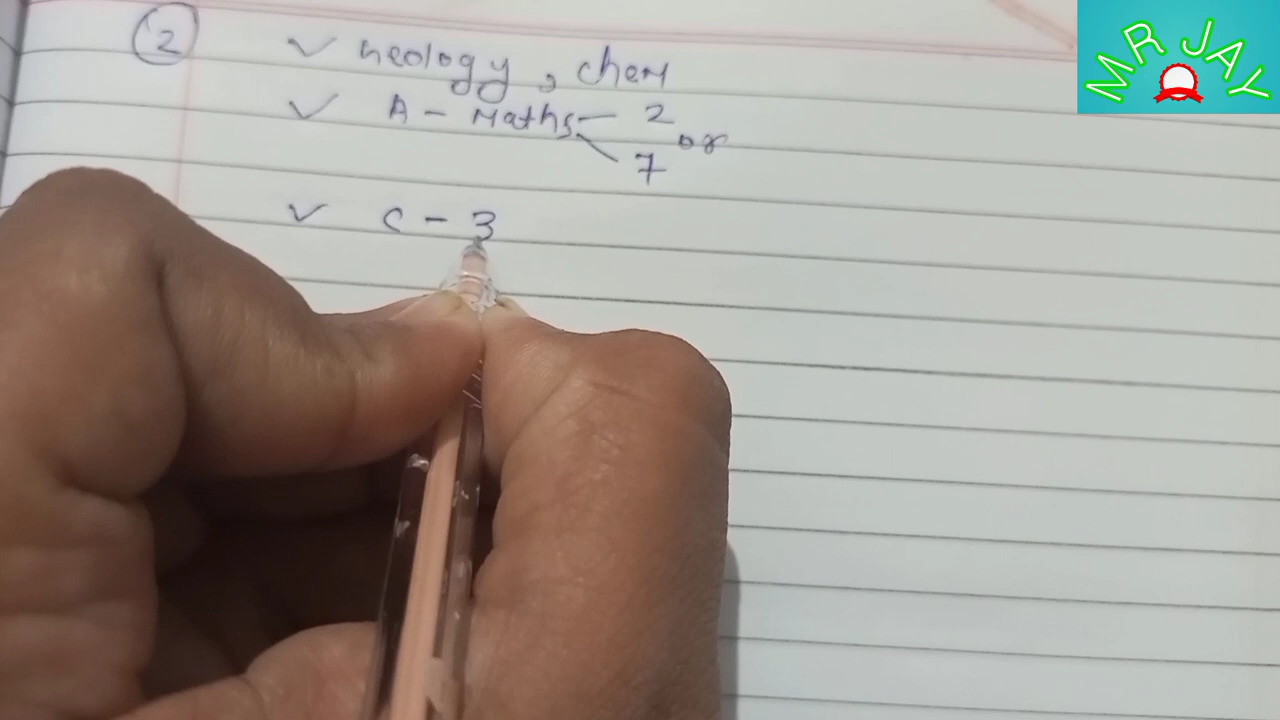 MR JAY
② ✓ Geology, chem
✓ A - Maths - 2
or
7
✓ C - 3